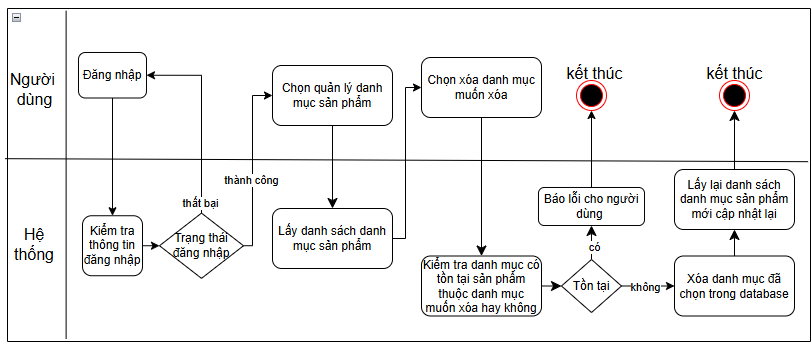 Người
dùng
Đăng nhập
Chọn quản lý danh
mục sản phẩm
Chọn xóa danh mục
muốn xóa
kết thúc
kết thúc
thành công
thất bại
Hệ
thống
Kiểm tra
thông tin
đăng nhập
Trạng thái
đăng nhập
Lấy danh sách danh
mục sản phẩm
Kiểm tra danh mục có
tồn tại sản phẩm
thuộc danh mục
muốn xóa hay không
Tồn tại
có
Báo lỗi cho người
dùng
không
Xóa danh mục đã
chọn trong database
Lấy lại danh sách
danh mục sản phẩm
mới cập nhật lại